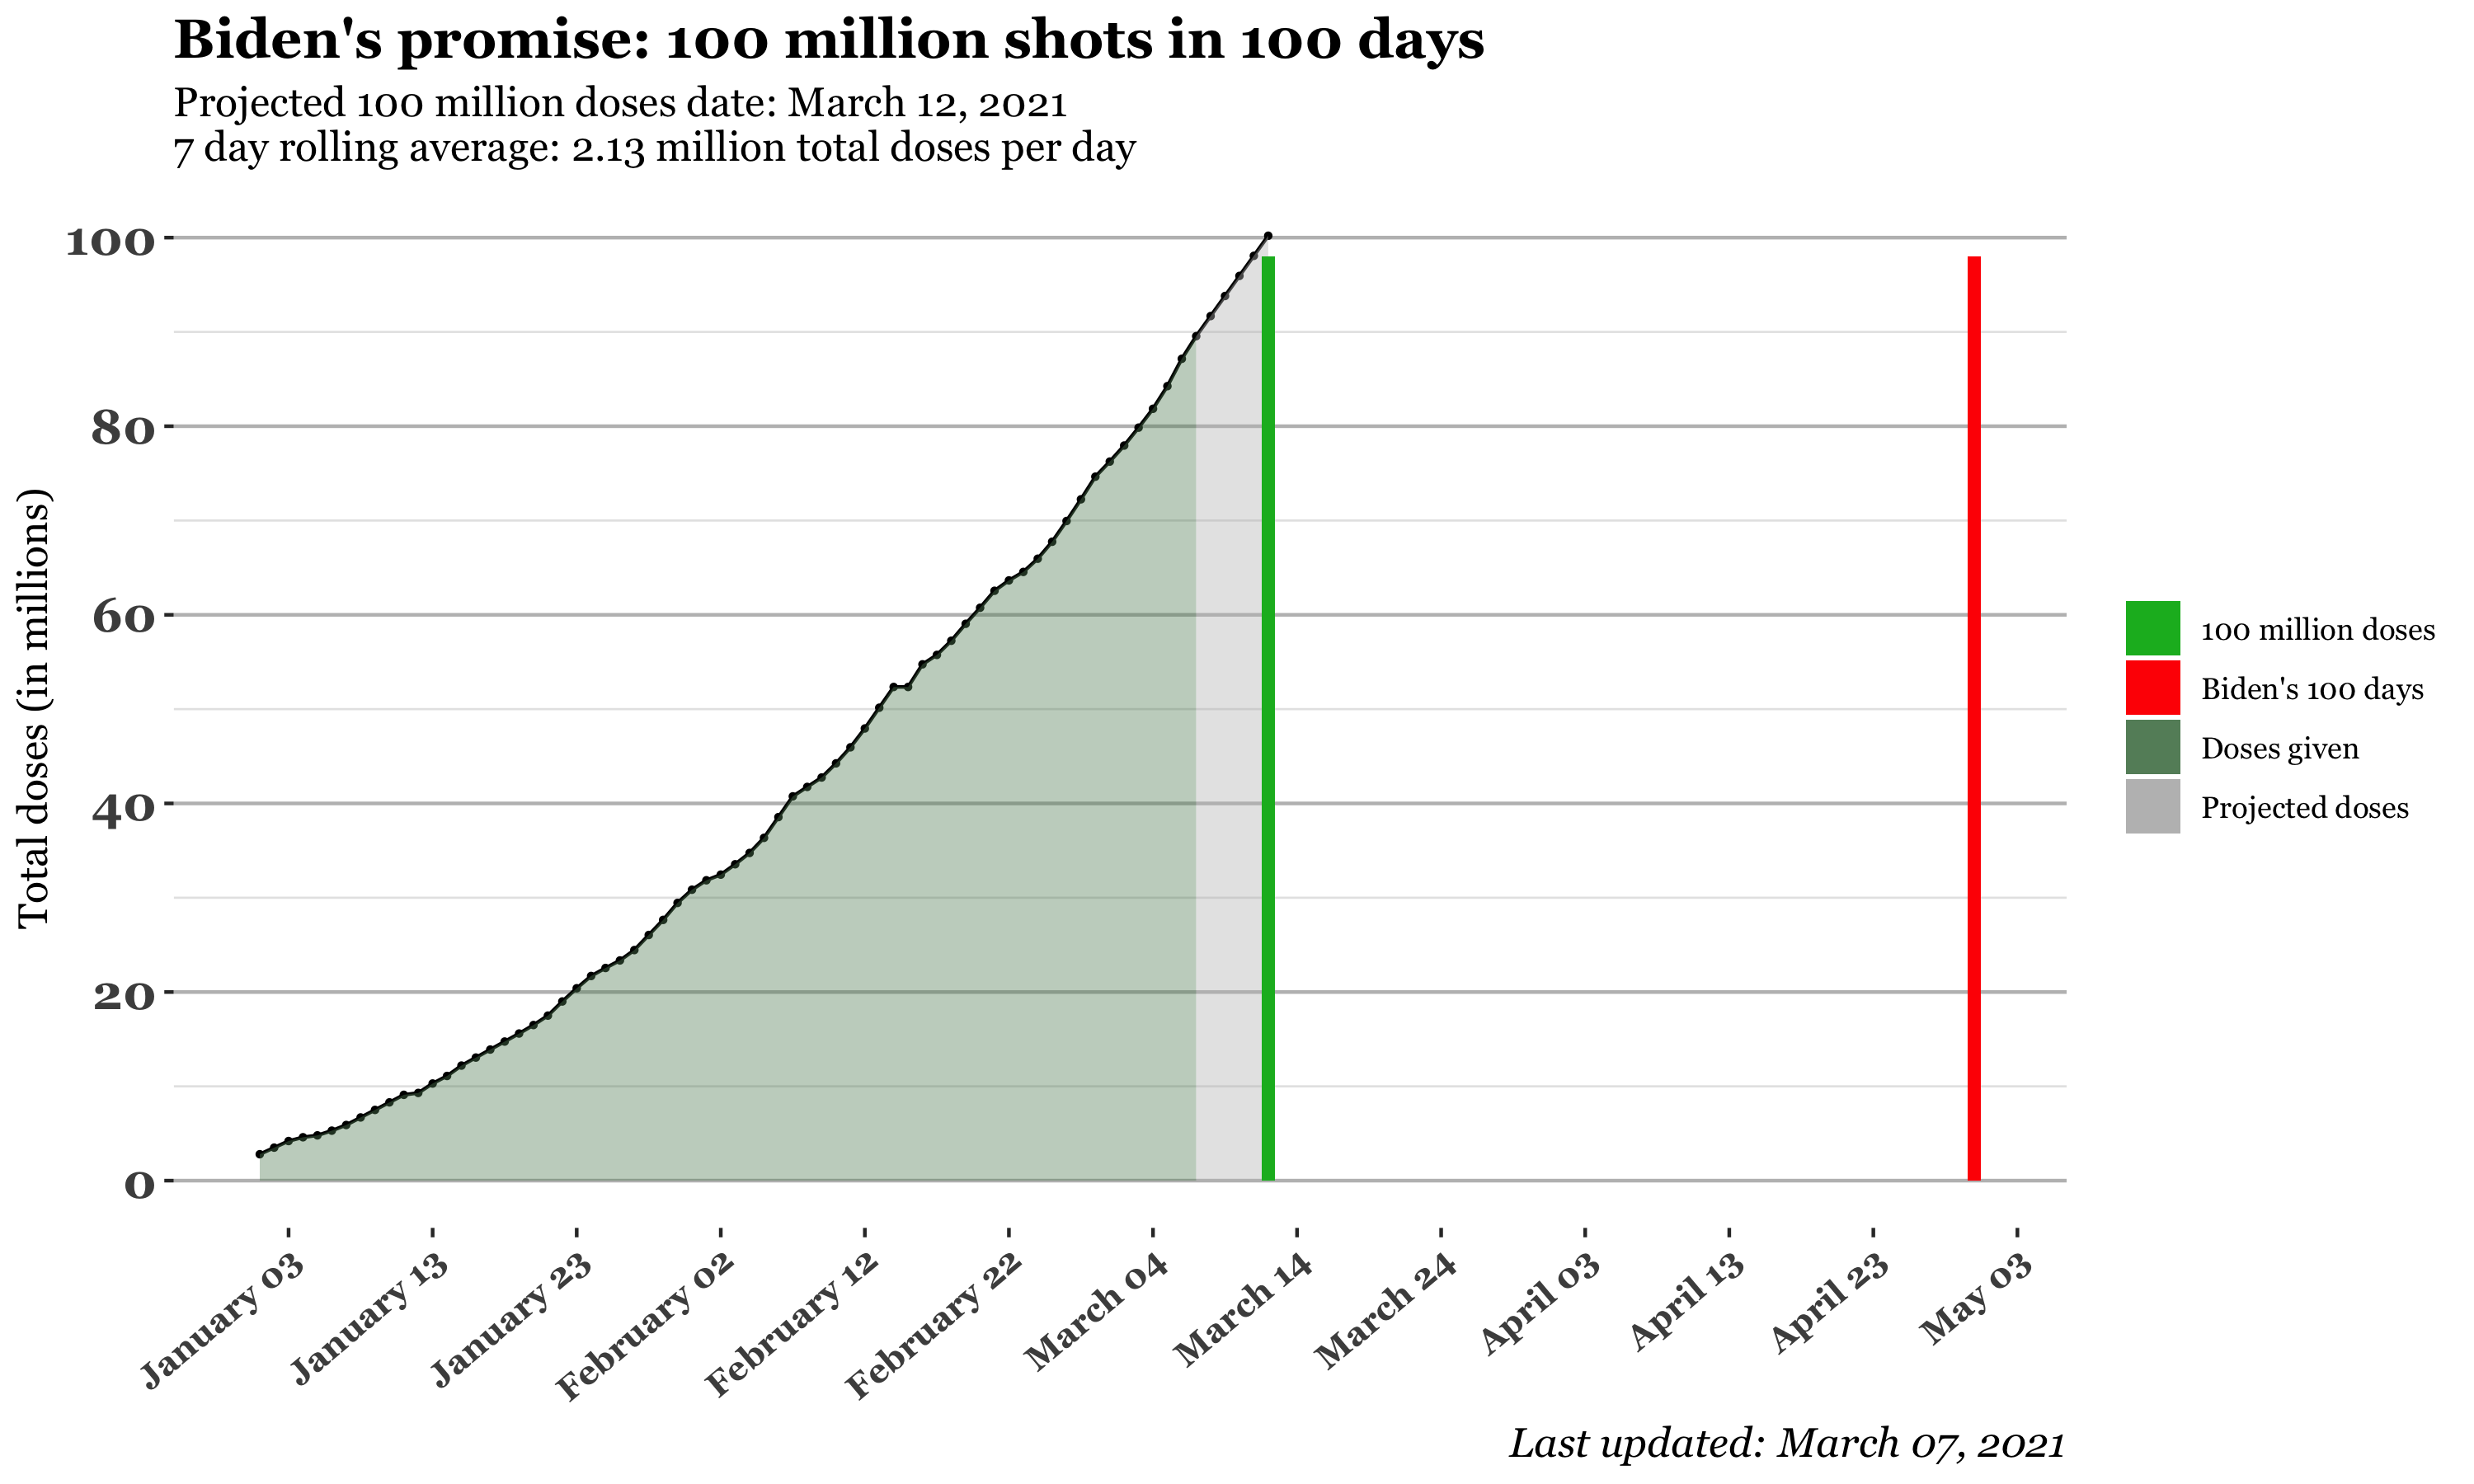 Biden's promise: 100 million shots in 100 days
Projected 100 million doses date: March 12, 2021
7 day rolling average: 2.13 million total doses per day
Total doses (in millions)
100
80
60
40
20
0
January 03
January 13
January 23
February 02
February 12
February 22
March 04
March 14
March 24
April 03
April 13
April 23
May 03
100 million doses
Biden's 100 days
Doses given
Projected doses
Last updated: March 07, 2021